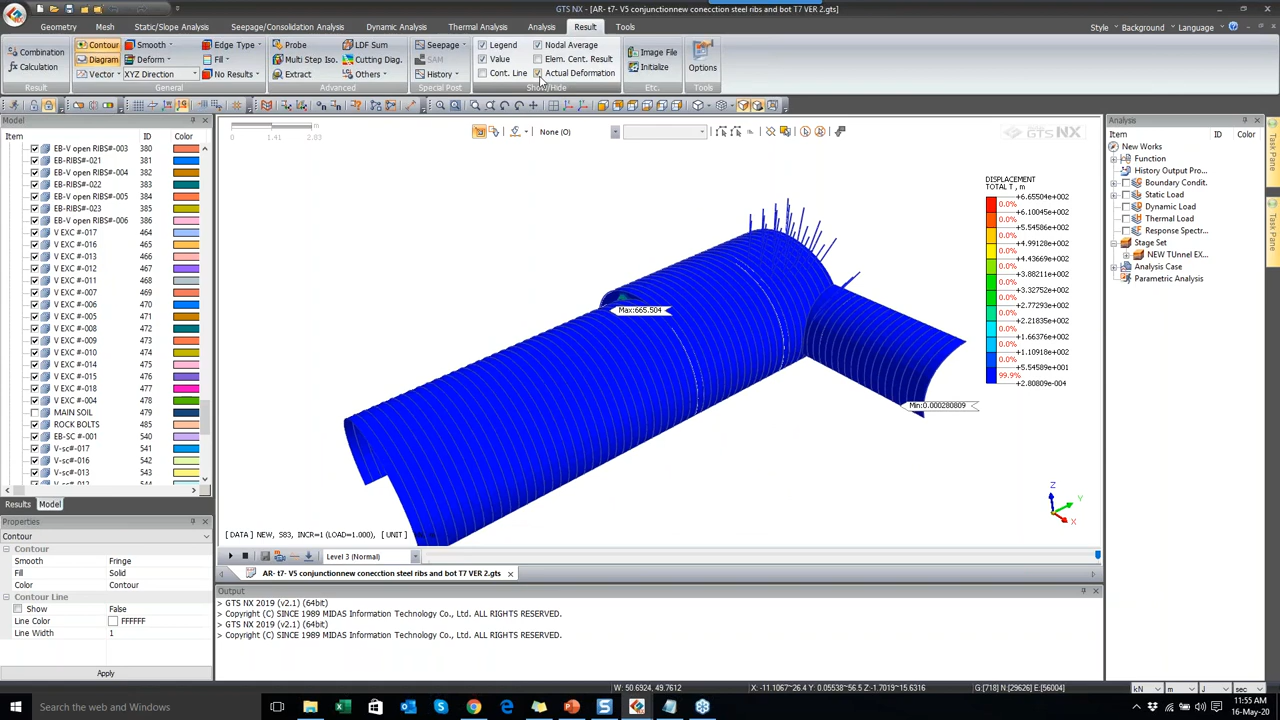 GTS NX - [AR- t7- V5 conjunctionnew conecction steel ribs and bot T7 VER 2.gts]
Geometry Mesh Static/Slope Analysis Seepage/Consolidation Analysis Dynamic Analysis Thermal Analysis Analysis Result Tools Style Background Language
Combination Contour Smooth Edge Type Probe LDF Sum Seepage Legend Nodal Average Image File
Diagram Deform Fill Multi Step Iso. Cutting Diag. SAM Value Elem. Cent. Result
Calculation Vector XYZ Direction No Results Extract Others History Cont. Line Actual Deformation Initialize Options
Result General Advanced Special Post Show/Hide Etc. Tools
Model
Item ID Color
EB-V open RIBS#-003 380
EB-RIBS#-021 381
EB-V open RIBS#-004 382
EB-RIBS#-022 383
EB-V open RIBS#-005 384
EB-RIBS#-023 385
EB-V open RIBS#-006 386
V EXC #-017 464
V EXC #-016 465
V EXC #-013 466
V EXC #-012 467
V EXC #-011 468
V EXC #-007 469
V EXC #-006 470
V EXC #-005 471
V EXC #-008 472
V EXC #-009 473
V EXC #-010 474
V EXC #-014 475
V EXC #-015 476
V EXC #-018 477
V EXC #-004 478
MAIN SOIL 479
ROCK BOLTS 485
EB-SC #-001 540
V-sc#-017 541
V-sc#-016 542
V-sc#-013 543
V-sc#-012 544
Results Model
Properties
Contour
Contour
Smooth Fringe
Fill Solid
Color Contour
Contour Line
Show False
Line Color FFFFFF
Line Width 1
Apply
None (O)
m
0 1.41 2.83
GTS NX
DISPLACEMENT
TOTAL T , m
+6.65504e+002
0.0%
+6.10045e+002
0.0%
+5.54586e+002
0.0%
+4.99128e+002
0.0%
+4.43669e+002
0.0%
+3.88211e+002
0.0%
+3.32752e+002
0.0%
+2.77293e+002
0.0%
+2.21835e+002
0.0%
+1.66376e+002
0.0%
+1.10918e+002
0.0%
+5.54589e+001
99.9%
+2.80809e-004
Max:665.504
Min:0.000280809
Z
Y
X
[ DATA ] NEW, S83, INCR=1 (LOAD=1.000), [ UNIT ]
Level 3 (Normal)
AR- t7- V5 conjunctionnew conecction steel ribs and bot T7 VER 2.gts
Output
> GTS NX 2019 (v2.1) (64bit)
> Copyright (C) SINCE 1989 MIDAS Information Technology Co., Ltd. ALL RIGHTS RESERVED.
> GTS NX 2019 (v2.1) (64bit)
> Copyright (C) SINCE 1989 MIDAS Information Technology Co., Ltd. ALL RIGHTS RESERVED.
Analysis
Item ID Color
New Works
Function
History Output Pro...
Boundary Condit.
Static Load
Dynamic Load
Thermal Load
Response Spectr...
Stage Set
NEW TUnnel EX...
Analysis Case
Parametric Analysis
Task Pane
Task Pane
W: 50.6924, 49.7612 X: -11.1067~26.4 Y: 0.05538~56.5 Z:-1.7019~15.6316 G:[718] N:[29626] E:[56004] kN m J sec
Search the web and Windows
11:55 AM
16-May-20